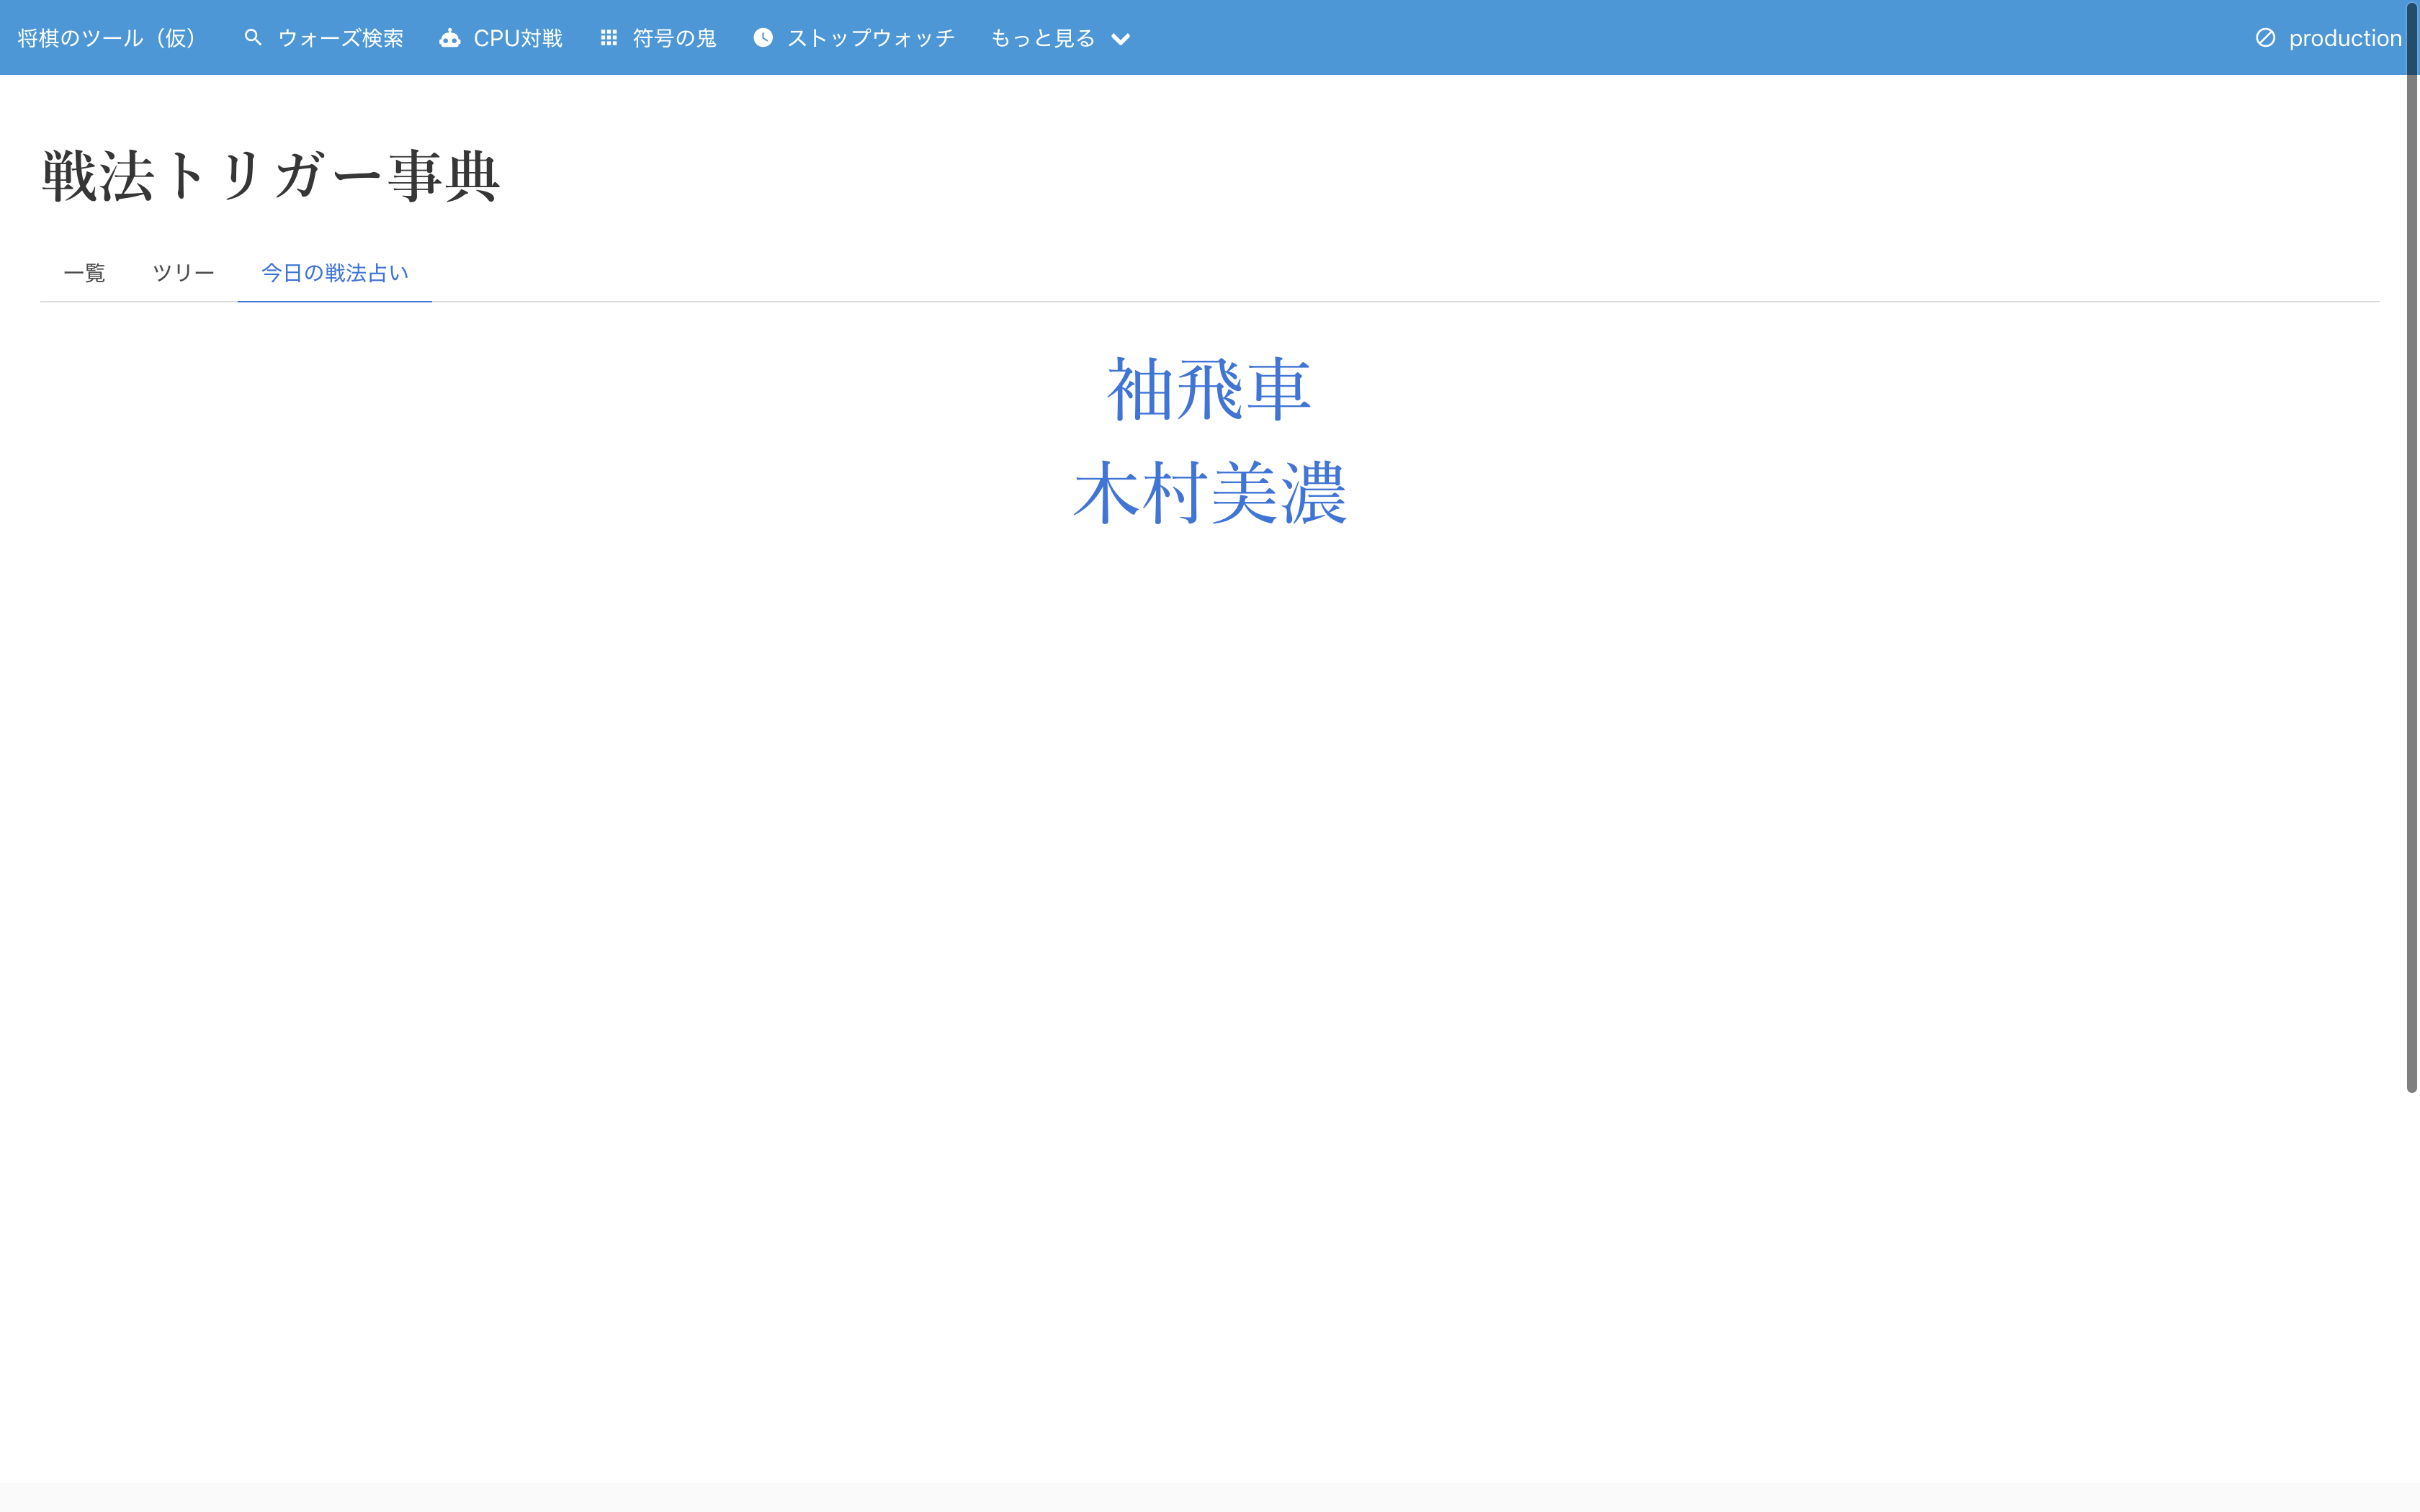 将棋のツール（仮） ウォーズ検索 CPU対戦 符号の鬼 ストップウォッチ もっと見る production
戦法トリガー事典
一覧 ツリー 今日の戦法占い
袖飛車
木村美濃